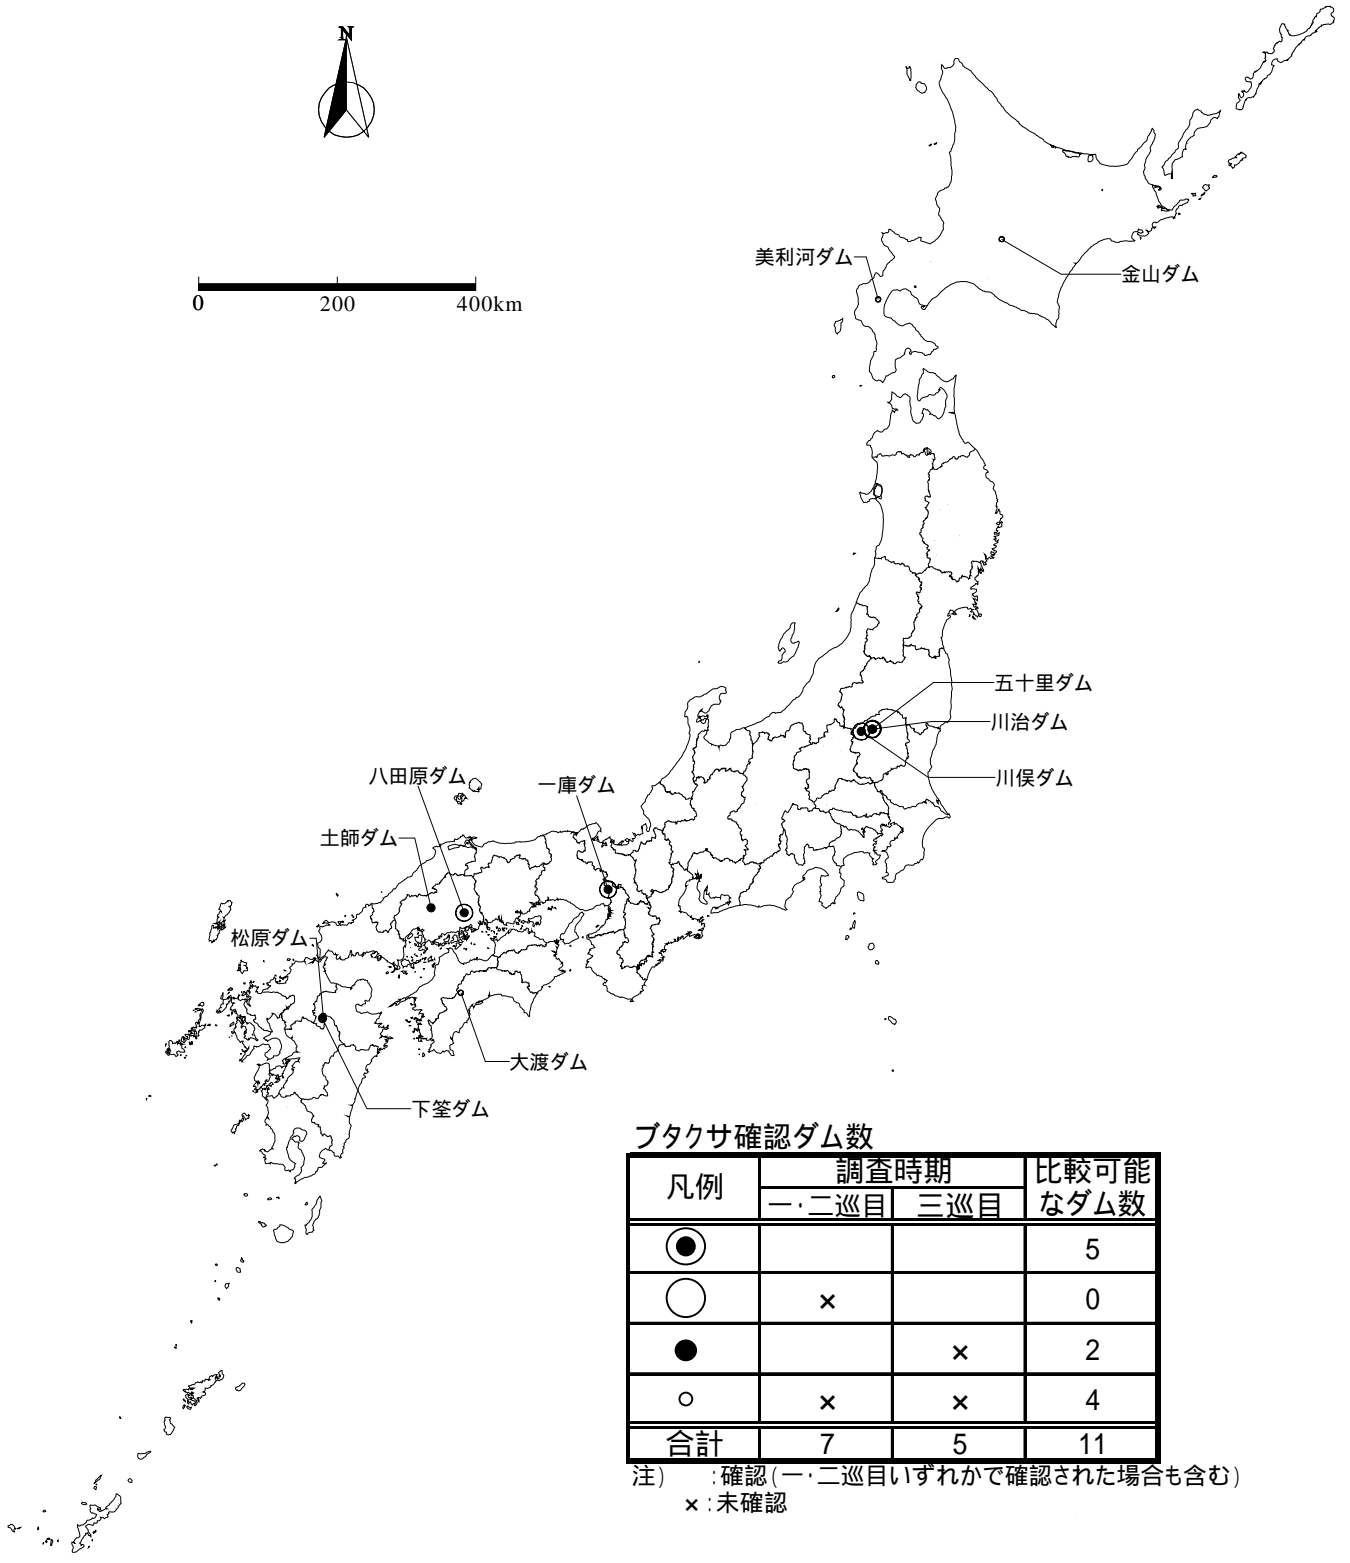 N
0 200 400km
美利河ダム
金山ダム
五十里ダム
川治ダム
川俣ダム
八田原ダム
一庫ダム
土師ダム
松原ダム
大渡ダム
下筌ダム
ブタクサ確認ダム数
凡例 調査時期 比較可能なダム数
一・二巡目 三巡目
5
× 0
× 2
× × 4
合計 7 5 11
注) :確認(一・二巡目いずれかで確認された場合も含む)
×:未確認